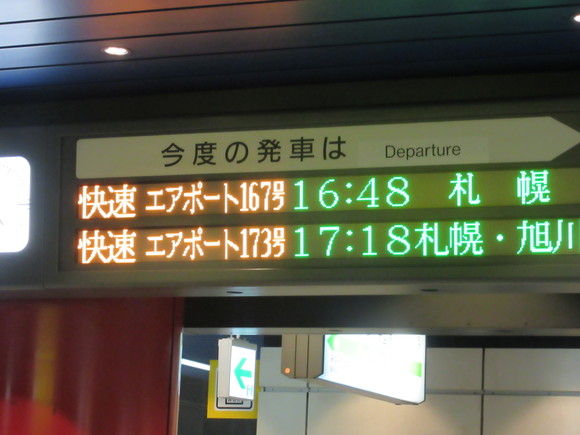 今度の発車は Departure
快速 エアポート167号 16:48 札幌
快速 エアポート173号 17:18 札幌・旭川